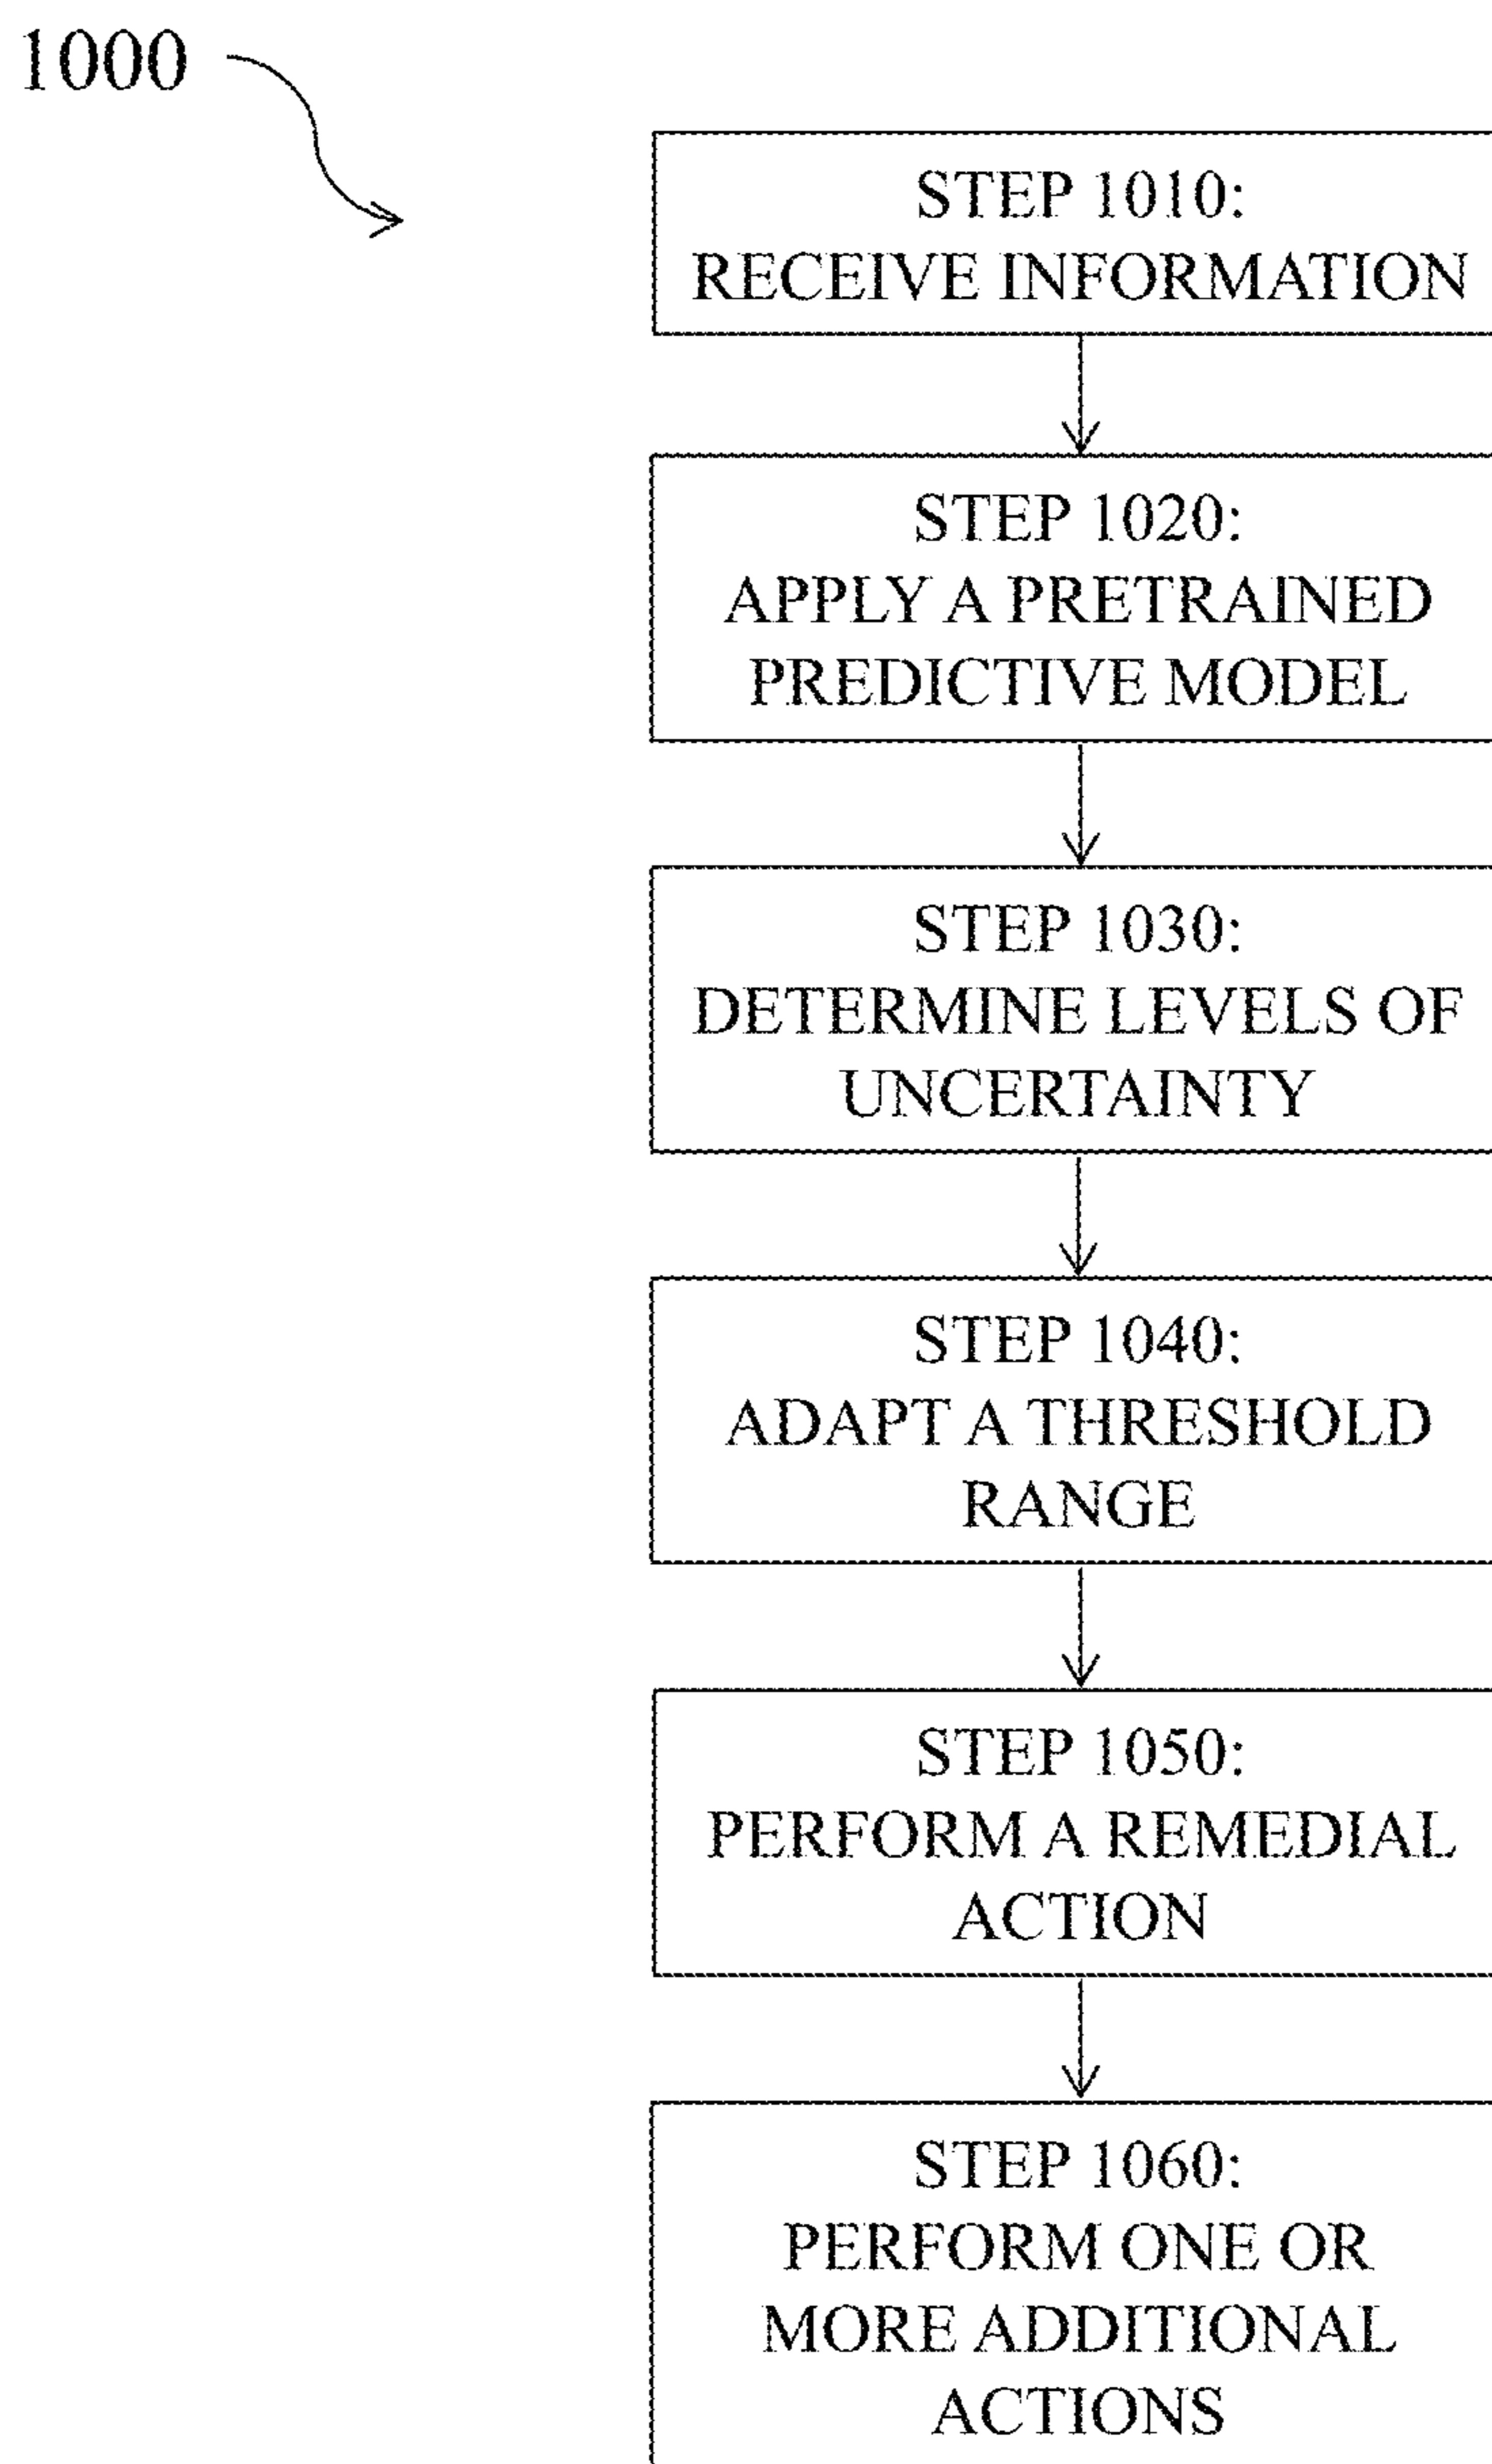 1000
STEP 1010:
RECEIVE INFORMATION
STEP 1020:
APPLY A PRETRAINED
PREDICTIVE MODEL
STEP 1030:
DETERMINE LEVELS OF
UNCERTAINTY
STEP 1040:
ADAPT A THRESHOLD
RANGE
STEP 1050:
PERFORM A REMEDIAL
ACTION
STEP 1060:
PERFORM ONE OR
MORE ADDITIONAL
ACTIONS